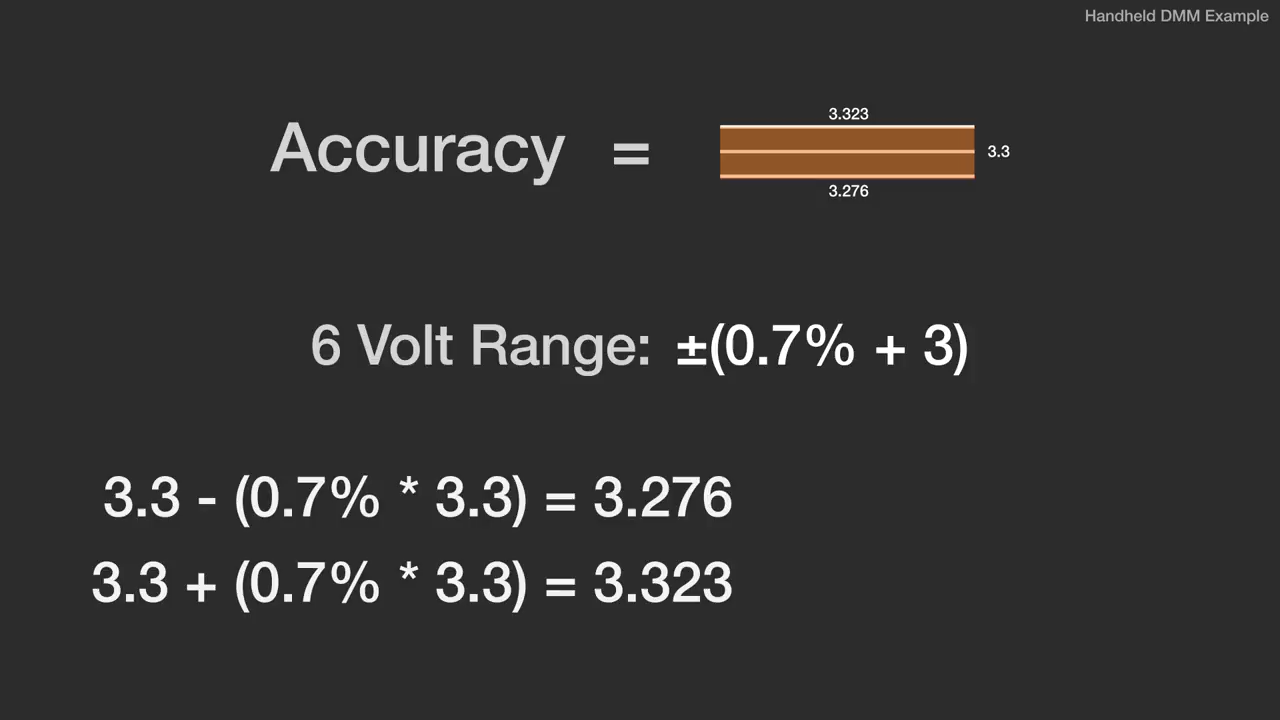 Handheld DMM Example
3.323
Accuracy = 3.3
3.276
6 Volt Range: ±(0.7% + 3)
3.3 - (0.7% * 3.3) = 3.276
3.3 + (0.7% * 3.3) = 3.323